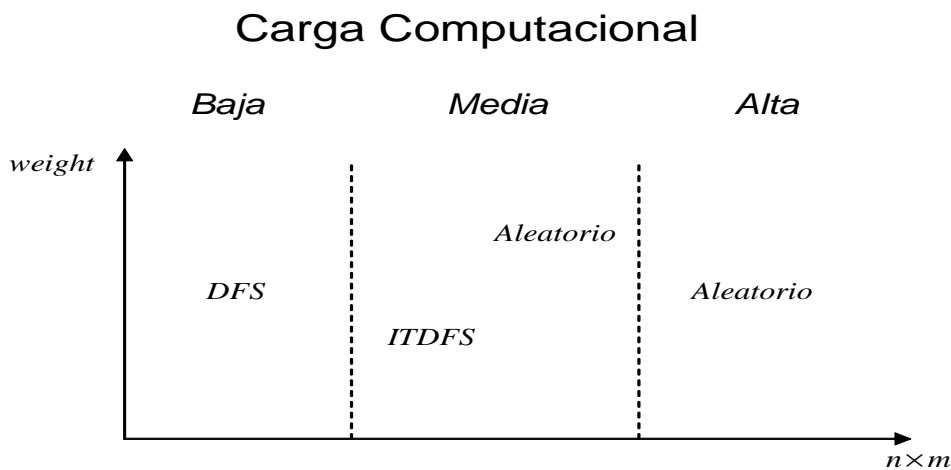 Carga Computacional
Baja Media Alta
weight
Aleatorio
DFS
Aleatorio
ITDFS
n×m